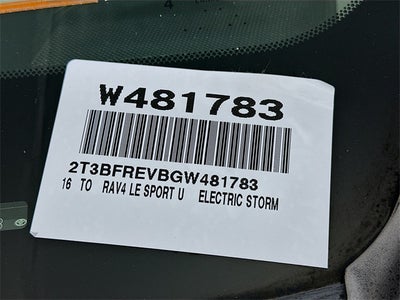 W481783
2T3BFREVBGW481783
16 TO RAV4 LE SPORT U ELECTRIC STORM